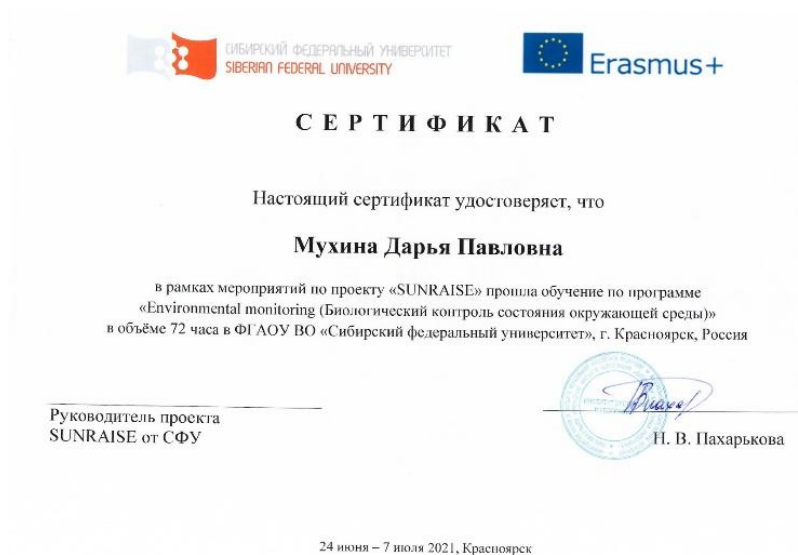 СИБИРСКИЙ ФЕДЕРАЛЬНЫЙ УНИВЕРСИТЕТ
SIBERIAN FEDERAL UNIVERSITY
Erasmus+
СЕРТИФИКАТ
Настоящий сертификат удостоверяет, что
Мухина Дарья Павловна
в рамках мероприятий по проекту «SUNRAISE» прошла обучение по программе
«Environmental monitoring (Биологический контроль состояния окружающей среды)»
в объёме 72 часа в ФГАОУ ВО «Сибирский федеральный университет», г. Красноярск, Россия
Руководитель проекта
SUNRAISE от СФУ
Н. В. Пахарькова
24 июня – 7 июля 2021, Красноярск